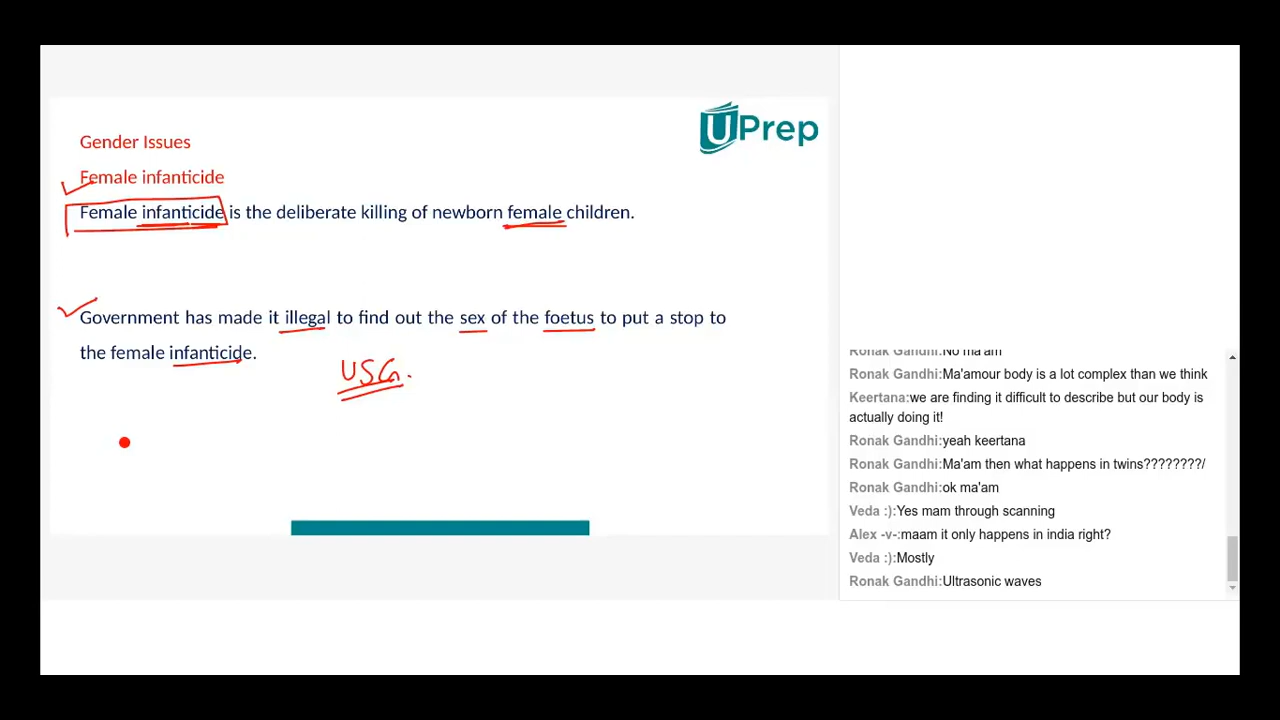 UPrep
Gender Issues
Female infanticide
Female infanticide is the deliberate killing of newborn female children.
Government has made it illegal to find out the sex of the foetus to put a stop to
the female infanticide.
USG.
Ronak Gandhi:No ma'am
Ronak Gandhi:Ma'amour body is a lot complex than we think
Keertana:we are finding it difficult to describe but our body is
actually doing it!
Ronak Gandhi:yeah keertana
Ronak Gandhi:Ma'am then what happens in twins????????/
Ronak Gandhi:ok ma'am
Veda :):Yes mam through scanning
Alex -v-:maam it only happens in india right?
Veda :):Mostly
Ronak Gandhi:Ultrasonic waves